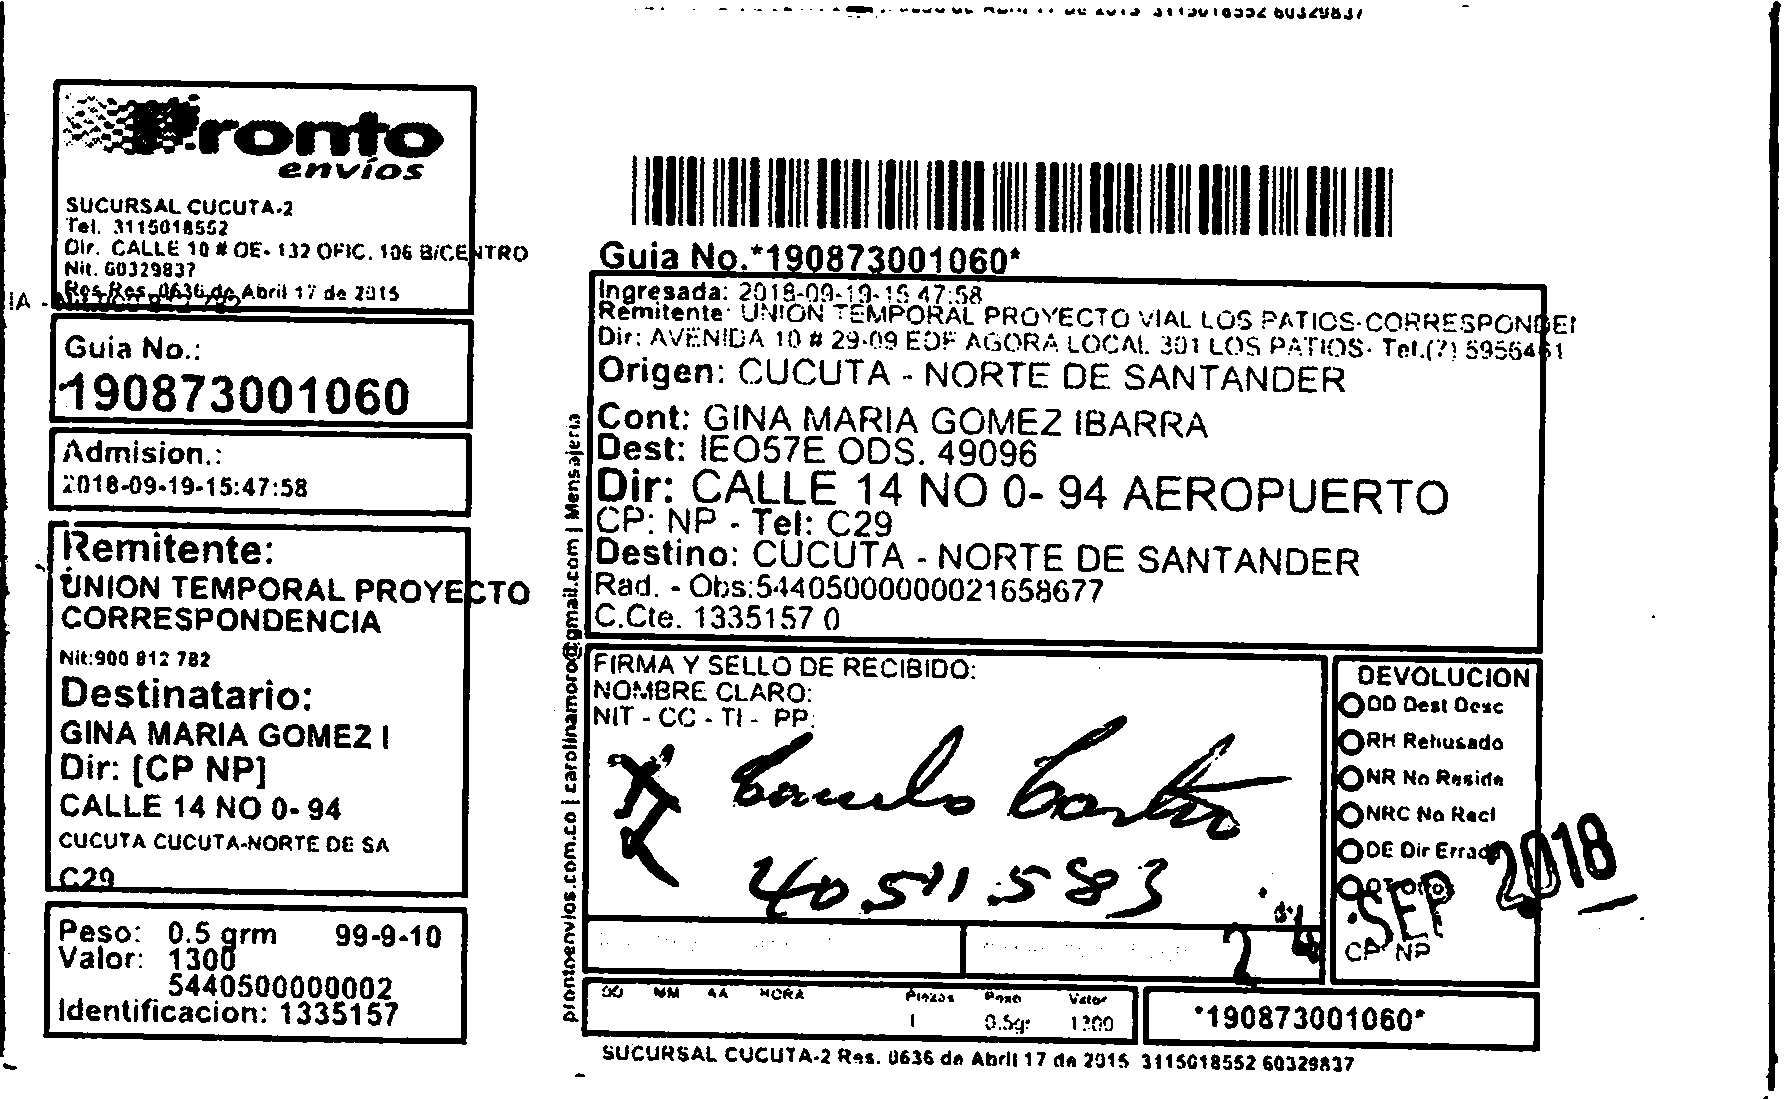 Pronto
envíos
SUCURSAL CUCUTA-2
Tel. 3115018552
Dir. CALLE 10 # OE- 132 OFIC. 106 B/CENTRO
Nit. 60329837
Res Res. 0636 de Abril 17 de 2015
Guia No.:
190873001060
Admision.:
2018-09-19-15:47:58
Remitente:
UNION TEMPORAL PROYECTO
CORRESPONDENCIA
Nit:900 812 782
Destinatario:
GINA MARIA GOMEZ I
Dir: [CP NP]
CALLE 14 NO 0- 94
CUCUTA CUCUTA-NORTE DE SA
C29
Peso: 0.5 grm 99-9-10
Valor: 1300
5440500000002
Identificacion: 1335157
prontoenvios.com.co | carolinamoro@gmail.com | Mensajeria
Guia No.*190873001060*
Ingresada: 2018-09-19-15 47:58
Remitente: UNION TEMPORAL PROYECTO VIAL LOS PATIOS-CORRESPONDEN
Dir: AVENIDA 10 # 29-09 EDF AGORA LOCAL 301 LOS PATIOS- Tel.(7) 5956461
Origen: CUCUTA - NORTE DE SANTANDER
Cont: GINA MARIA GOMEZ IBARRA
Dest: IEO57E ODS. 49096
Dir: CALLE 14 NO 0- 94 AEROPUERTO
CP: NP - Tel: C29
Destino: CUCUTA - NORTE DE SANTANDER
Rad. - Obs:54405000000021658677
C.Cte. 1335157 0
FIRMA Y SELLO DE RECIBIDO:
NOMBRE CLARO:
NIT - CC - TI - PP:
40 511 583
DEVOLUCION
DD Dest Desc
RH Rehusado
NR No Reside
NRC No Recl
DE Dir Errada
OT Otro
CP NP
24 SEP 2018
DD MM AA HORA Piezas Peso Valor
1 0.5gr 1300
*190873001060*
SUCURSAL CUCUTA-2 Res. 0636 de Abril 17 de 2015 3115018552 60329837